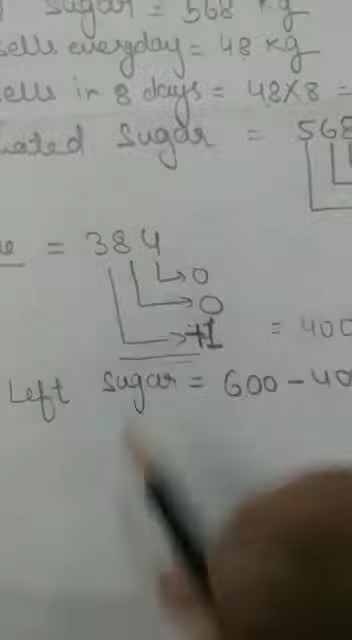 sugar = 568 kg
sells everyday = 48 kg
sells in 8 days = 48×8 =
mated sugar = 568
= 384
→0
→0
→+1 = 400
Left sugar = 600-40